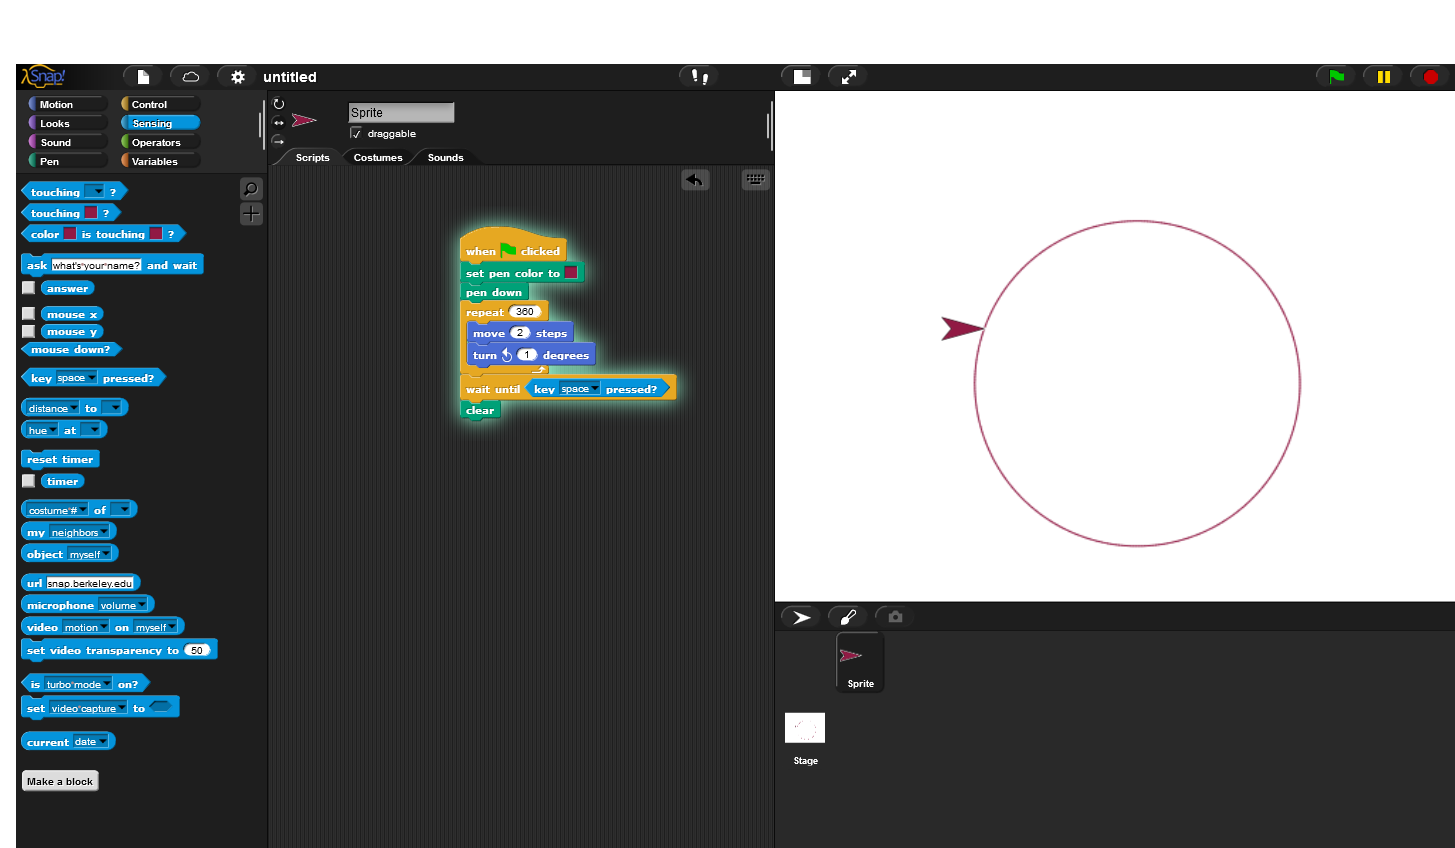 λSnap!
untitled
Motion
Control
Looks
Sensing
Sound
Operators
Pen
Variables
touching ?
touching ?
color is touching ?
ask what's your name? and wait
answer
mouse x
mouse y
mouse down?
key space pressed?
distance to
hue at
reset timer
timer
costume # of
my neighbors
object myself
url snap.berkeley.edu
microphone volume
video motion on myself
set video transparency to 50
is turbo mode on?
set video capture to
current date
Make a block
Sprite
draggable
Scripts
Costumes
Sounds
when clicked
set pen color to
pen down
repeat 360
move 2 steps
turn 1 degrees
wait until key space pressed?
clear
Sprite
Stage